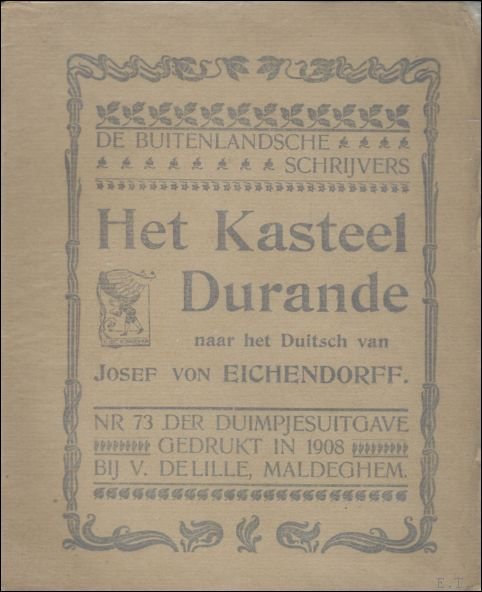 DE BUITENLANDSCHE
SCHRIJVERS
Het Kasteel
Durande
naar het Duitsch van
JOSEF VON EICHENDORFF.
NR 73 DER DUIMPJESUITGAVE
GEDRUKT IN 1908
BIJ V. DELILLE, MALDEGHEM.
E.T